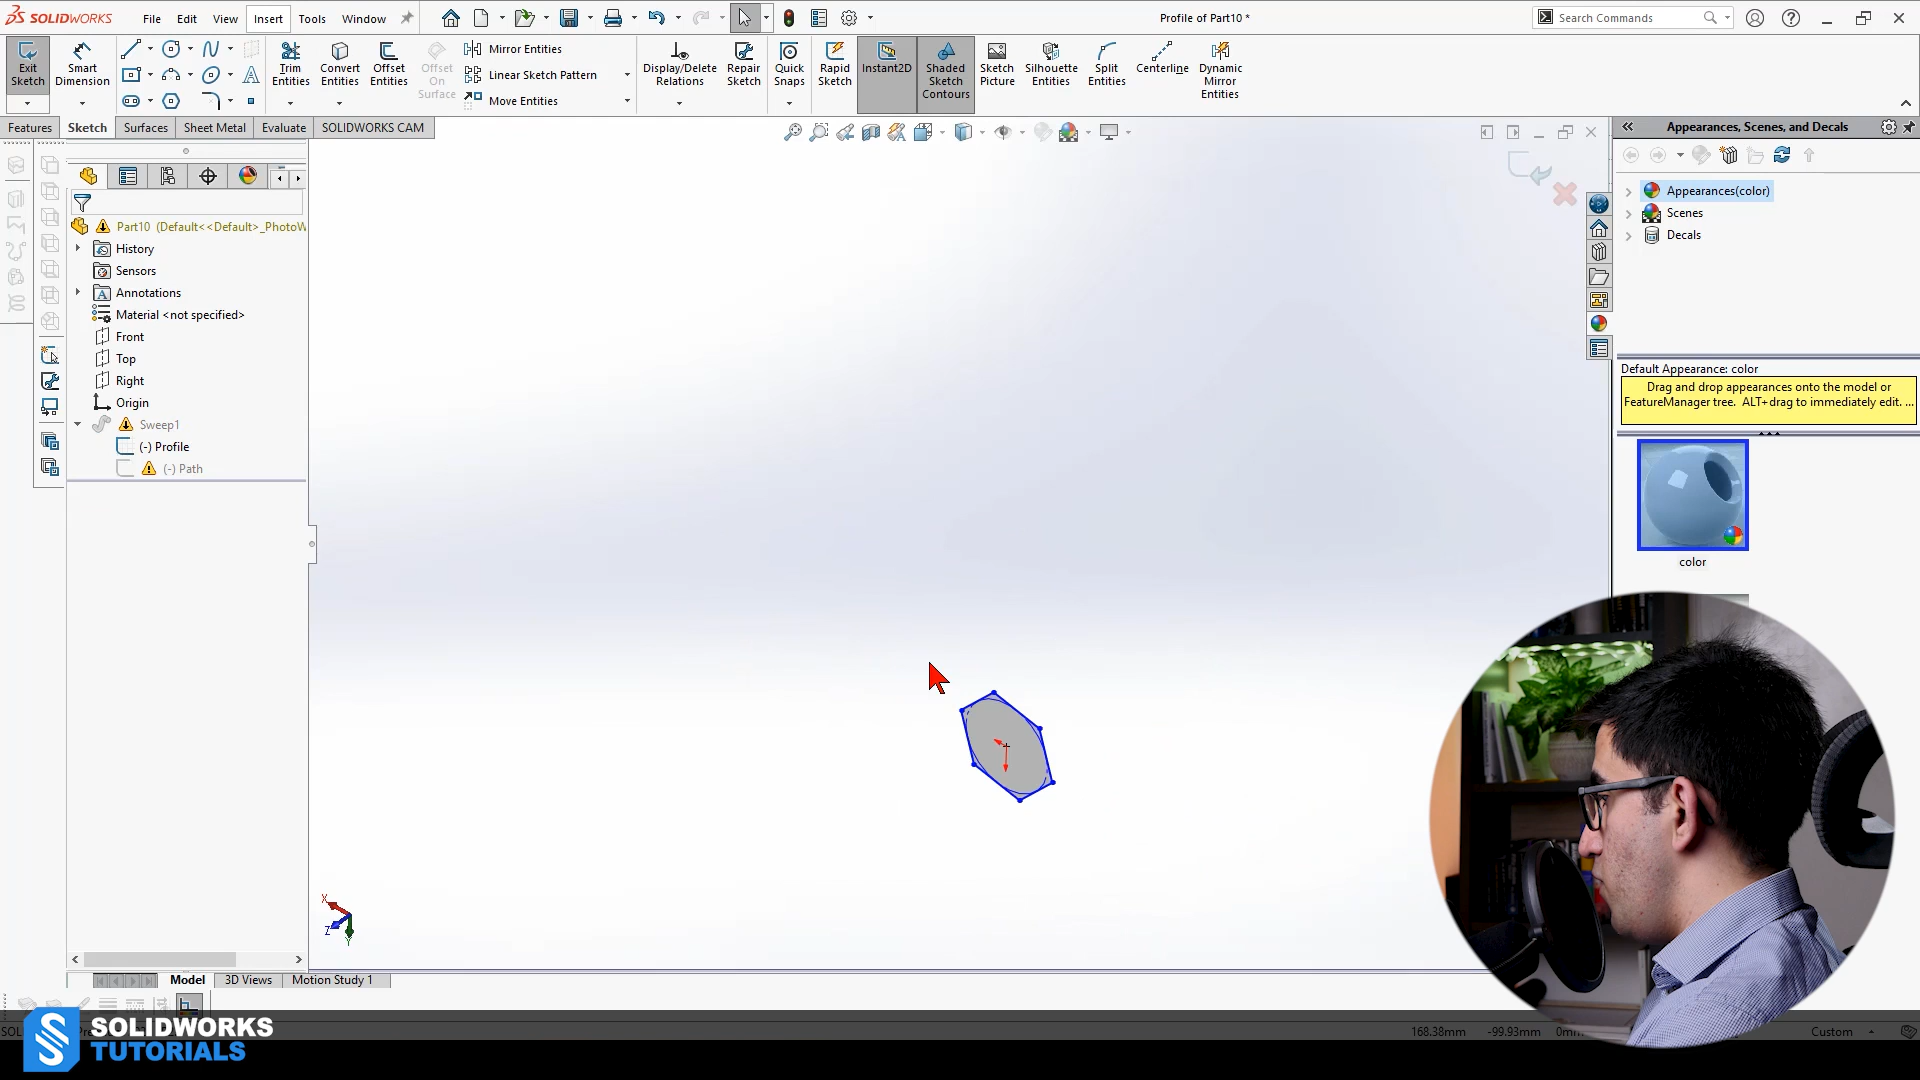 SOLIDWORKS
File
Edit
View
Insert
Tools
Window
Profile of Part10 *
Search Commands
Exit Sketch
Smart Dimension
Trim Entities
Convert Entities
Offset Entities
Offset On Surface
Mirror Entities
Linear Sketch Pattern
Move Entities
Display/Delete Relations
Repair Sketch
Quick Snaps
Rapid Sketch
Instant2D
Shaded Sketch Contours
Sketch Picture
Silhouette Entities
Split Entities
Centerline
Dynamic Mirror Entities
Features
Sketch
Surfaces
Sheet Metal
Evaluate
SOLIDWORKS CAM
Appearances, Scenes, and Decals
Part10 (Default<<Default>_PhotoW
History
Sensors
Annotations
Material <not specified>
Front
Top
Right
Origin
Sweep1
(-) Profile
(-) Path
Appearances(color)
Scenes
Decals
Default Appearance: color
Drag and drop appearances onto the model or
FeatureManager tree. ALT+drag to immediately edit. ...
color
X
Z
Y
Model
3D Views
Motion Study 1
SOLIDWORKS
TUTORIALS
168.38mm
-99.93mm
Custom